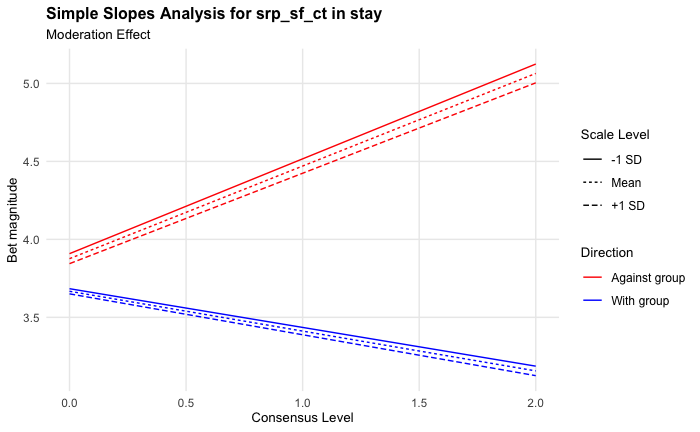 Simple Slopes Analysis for srp_sf_ct in stay
Moderation Effect
Bet magnitude
5.0
4.5
4.0
3.5
0.0 0.5 1.0 1.5 2.0
Consensus Level
Scale Level
-1 SD
Mean
+1 SD
Direction
Against group
With group